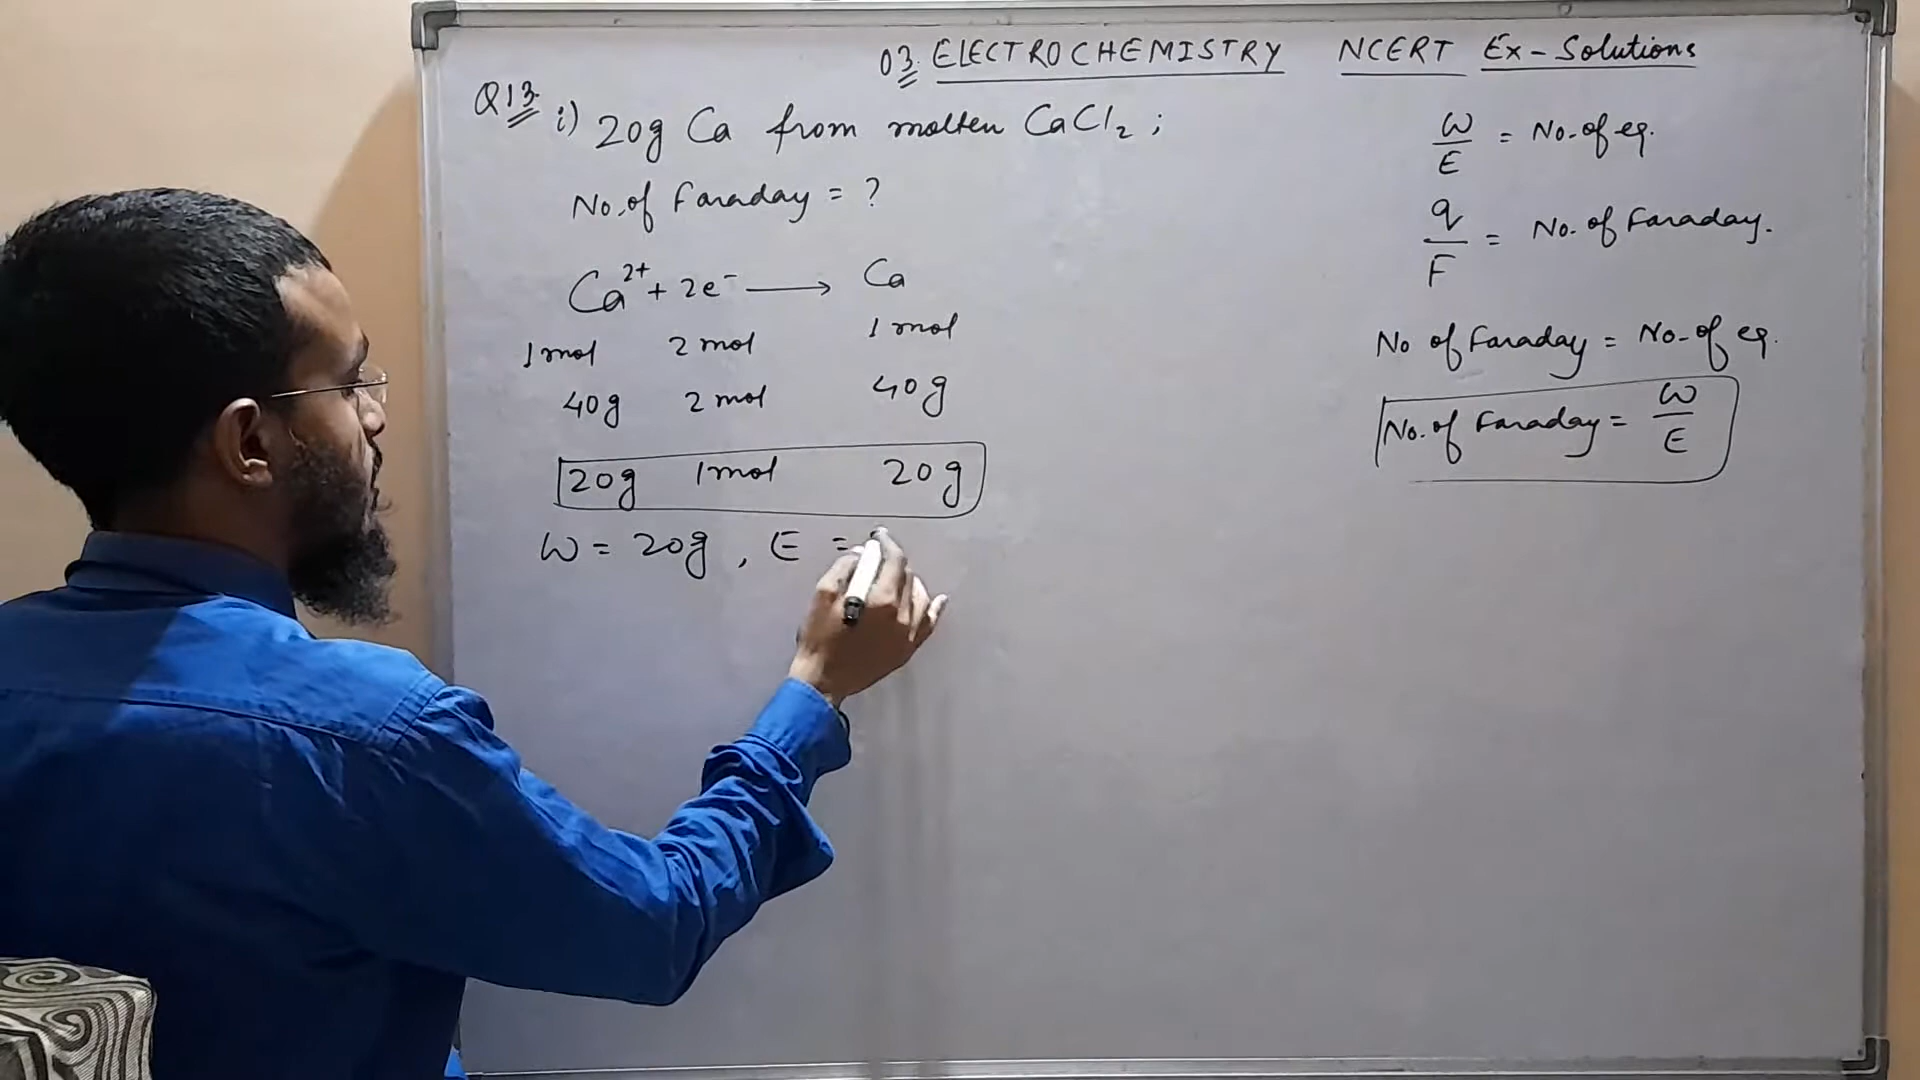 03. ELECTROCHEMISTRY NCERT Ex-Solutions
Q13. i) 20g Ca from molten CaCl₂ ;
No. of Faraday = ?
Ca²⁺ + 2e⁻ ⟶ Ca
1 mol 2 mol 1 mol
40g 2 mol 40g
20g 1mol 20g
W = 20g , E =
W/E = No. of eq.
q/F = No. of Faraday.
No of Faraday = No. of eq.
No. of Faraday = W/E